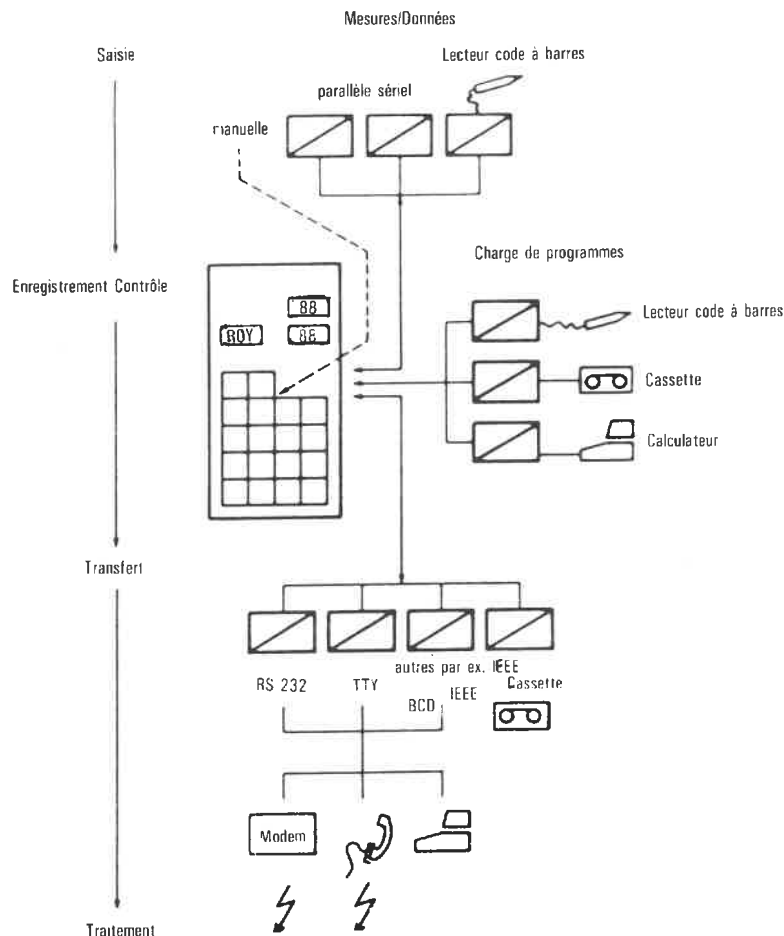 Mesures/Données
Saisie
Lecteur code à barres
parallèle sériel
manuelle
Charge de programmes
Enregistrement Contrôle
88
RDY
88
Lecteur code à barres
Cassette
Calculateur
Transfert
autres par ex. IEEE
RS 232
TTY
BCD
IEEE
Cassette
Modem
Traitement